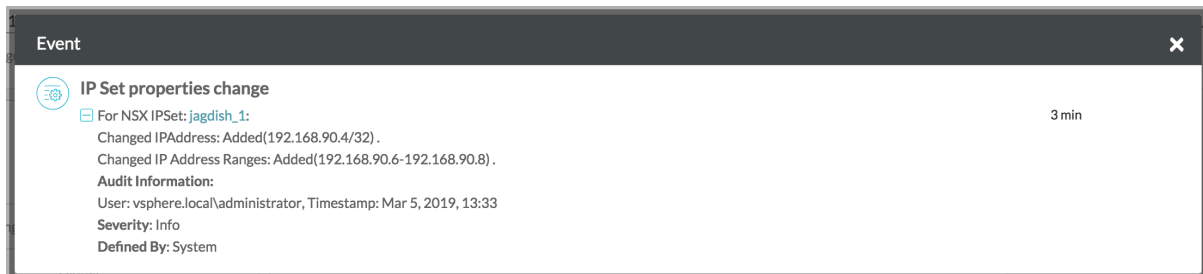 Event
IP Set properties change
For NSX IPSet: jagdish_1:
3 min
Changed IPAddress: Added(192.168.90.4/32) .
Changed IP Address Ranges: Added(192.168.90.6-192.168.90.8) .
Audit Information:
User: vsphere.local\administrator, Timestamp: Mar 5, 2019, 13:33
Severity: Info
Defined By: System